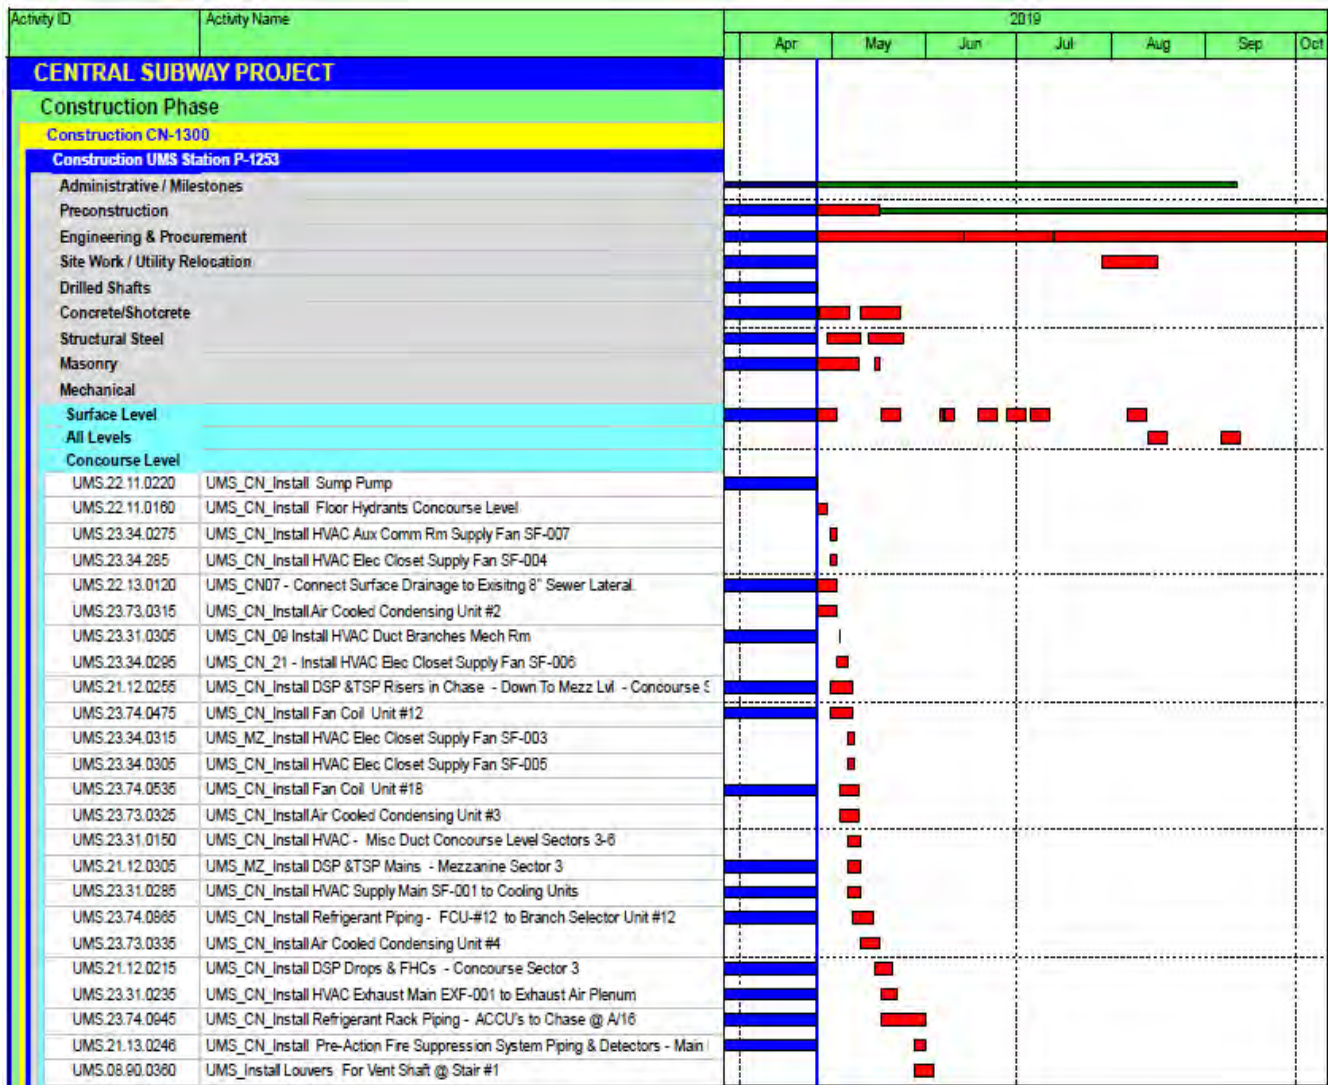 Activity ID Activity Name 2019
Apr May Jun Jul Aug Sep Oct
CENTRAL SUBWAY PROJECT
Construction Phase
Construction CN-1300
Construction UMS Station P-1253
Administrative / Milestones
Preconstruction
Engineering & Procurement
Site Work / Utility Relocation
Drilled Shafts
Concrete/Shotcrete
Structural Steel
Masonry
Mechanical
Surface Level
All Levels
Concourse Level
UMS.22.11.0220 UMS_CN_Install Sump Pump
UMS.22.11.0160 UMS_CN_Install Floor Hydrants Concourse Level
UMS.23.34.0275 UMS_CN_Install HVAC Aux Comm Rm Supply Fan SF-007
UMS.23.34.285 UMS_CN_Install HVAC Elec Closet Supply Fan SF-004
UMS.22.13.0120 UMS_CN07 - Connect Surface Drainage to Exisitng 8" Sewer Lateral.
UMS.23.73.0315 UMS_CN_Install Air Cooled Condensing Unit #2
UMS.23.31.0305 UMS_CN_09 Install HVAC Duct Branches Mech Rm
UMS.23.34.0295 UMS_CN_21 - Install HVAC Elec Closet Supply Fan SF-006
UMS.21.12.0255 UMS_CN_Install DSP &TSP Risers in Chase - Down To Mezz Lvl - Concourse S
UMS.23.74.0475 UMS_CN_Install Fan Coil Unit #12
UMS.23.34.0315 UMS_MZ_Install HVAC Elec Closet Supply Fan SF-003
UMS.23.34.0305 UMS_CN_Install HVAC Elec Closet Supply Fan SF-005
UMS.23.74.0535 UMS_CN_Install Fan Coil Unit #18
UMS.23.73.0325 UMS_CN_Install Air Cooled Condensing Unit #3
UMS.23.31.0150 UMS_CN_Install HVAC - Misc Duct Concourse Level Sectors 3-6
UMS.21.12.0305 UMS_MZ_Install DSP &TSP Mains - Mezzanine Sector 3
UMS.23.31.0285 UMS_CN_Install HVAC Supply Main SF-001 to Cooling Units
UMS.23.74.0865 UMS_CN_Install Refrigerant Piping - FCU-#12 to Branch Selector Unit #12
UMS.23.73.0335 UMS_CN_Install Air Cooled Condensing Unit #4
UMS.21.12.0215 UMS_CN_Install DSP Drops & FHCs - Concourse Sector 3
UMS.23.31.0235 UMS_CN_Install HVAC Exhaust Main EXF-001 to Exhaust Air Plenum
UMS.23.74.0945 UMS_CN_Install Refrigerant Rack Piping - ACCU's to Chase @ A/16
UMS.21.13.0246 UMS_CN_Install Pre-Action Fire Suppression System Piping & Detectors - Main
UMS.08.90.0360 UMS_Install Louvers For Vent Shaft @ Stair #1